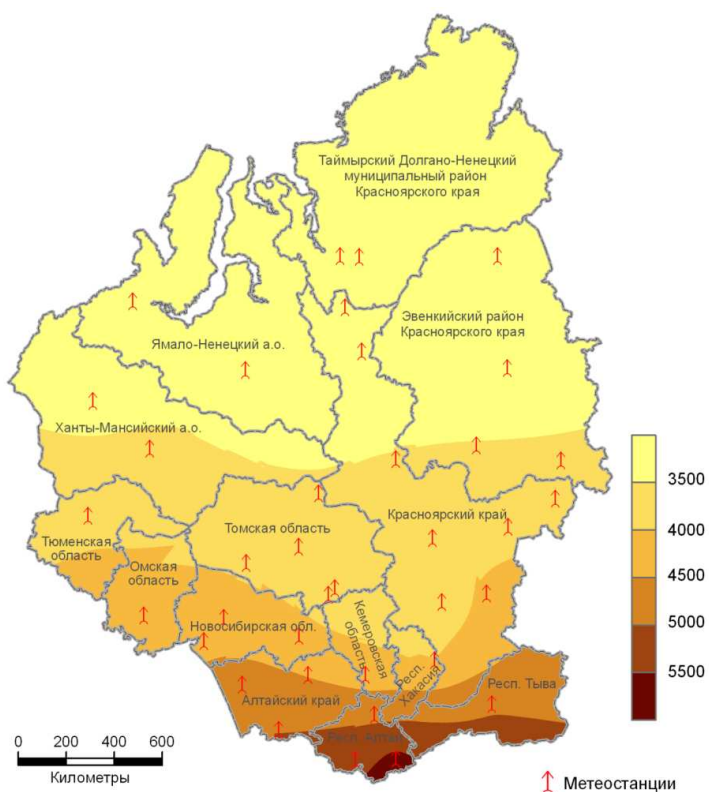 Таймырский Долгано-Ненецкий
муниципальный район
Красноярского края
Эвенкийский район
Красноярского края
Ямало-Ненецкий а.о.
Ханты-Мансийский а.о.
Красноярский край
Томская область
Тюменская
область
Омская
область
Новосибирская обл.
Кемеровская
область
Респ.
Хакасия
Респ. Тыва
Алтайский край
Респ. Алтай
3500
4000
4500
5000
5500
0 200 400 600
Километры
Метеостанции